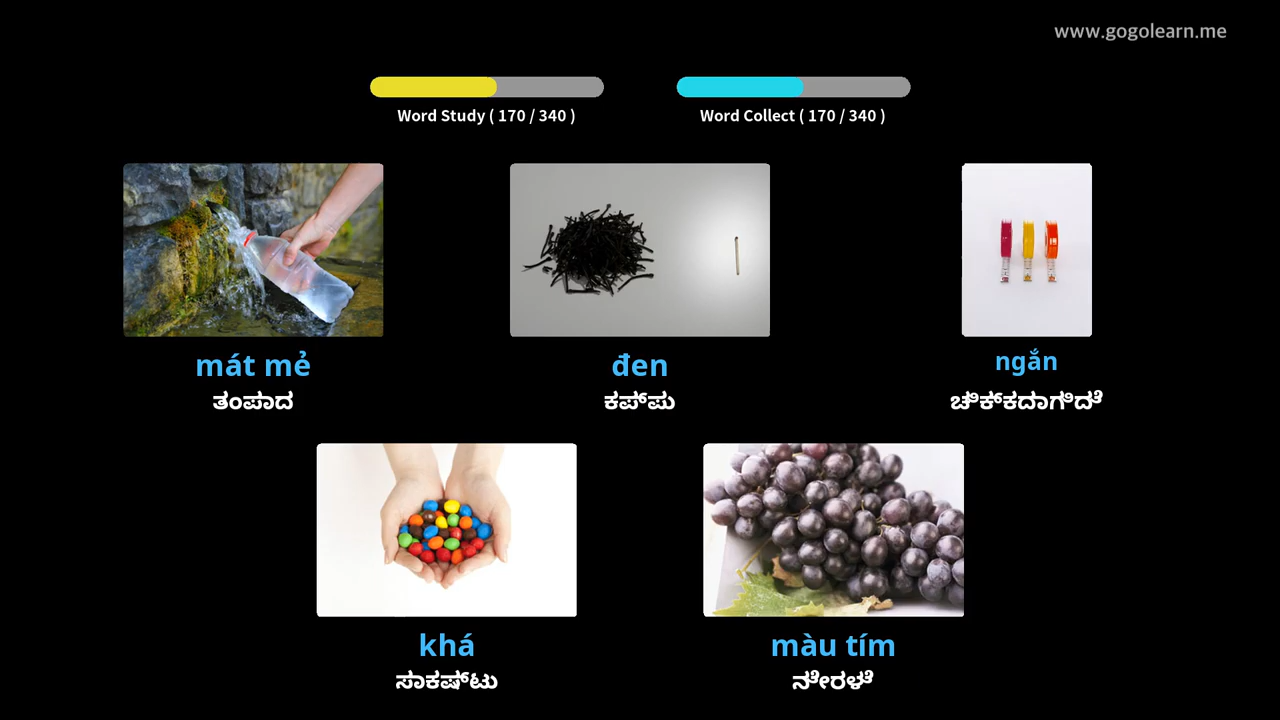 www.gogolearn.me
Word Study ( 170 / 340 )
Word Collect ( 170 / 340 )
mát mẻ
ತಂಪಾದ
đen
ಕಪ್ಪು
ngắn
ಚಿಕ್ಕದಾಗಿದೆ
khá
ಸಾಕಷ್ಟು
màu tím
ನೇರಳೆ